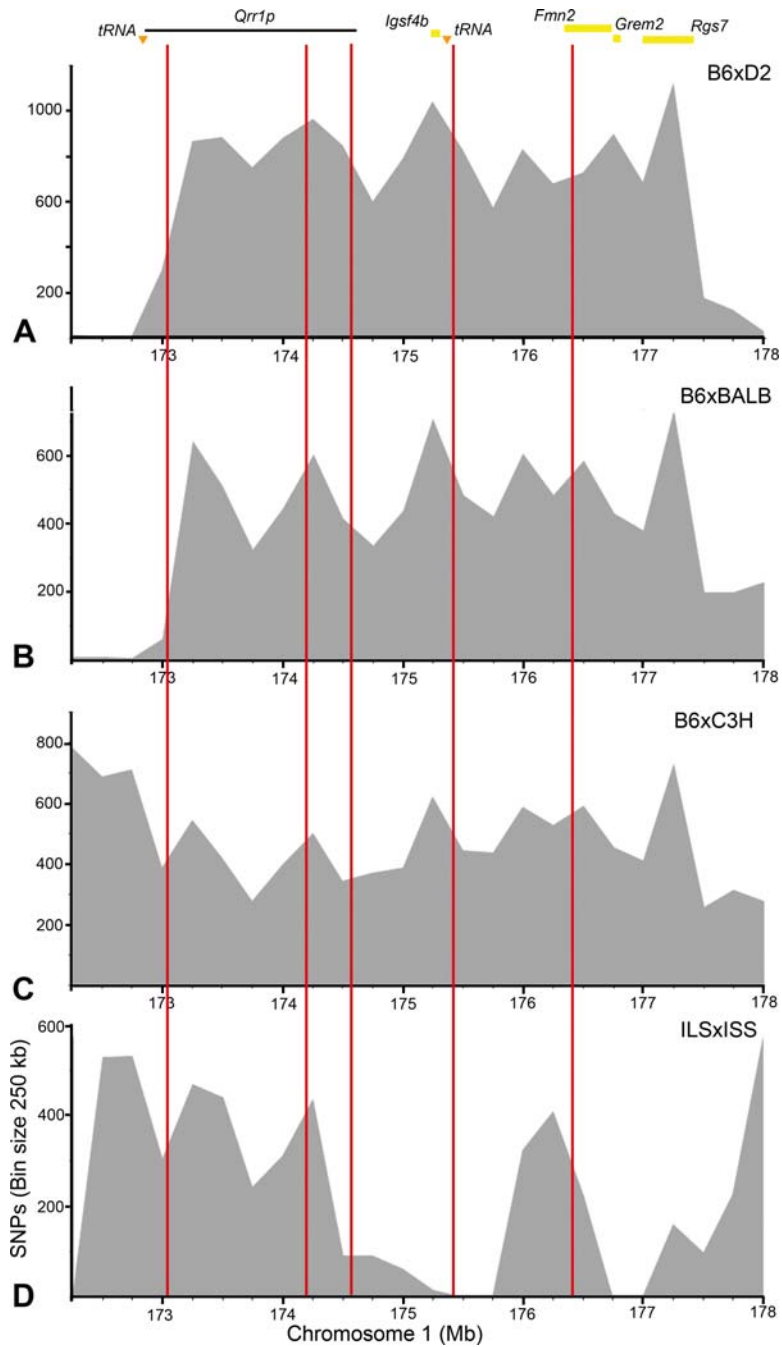 Qrr1p Igsf4b Fmn2
tRNA tRNA Grem2 Rgs7
B6xD2
1000
600
200
A
173 174 175 176 177 178
B6xBALB
600
400
200
B
173 174 175 176 177 178
B6xC3H
800
600
400
200
C
173 174 175 176 177 178
ILSxISS
600
400
200
SNPs (Bin size 250 kb)
D
173 174 175 176 177 178
Chromosome 1 (Mb)